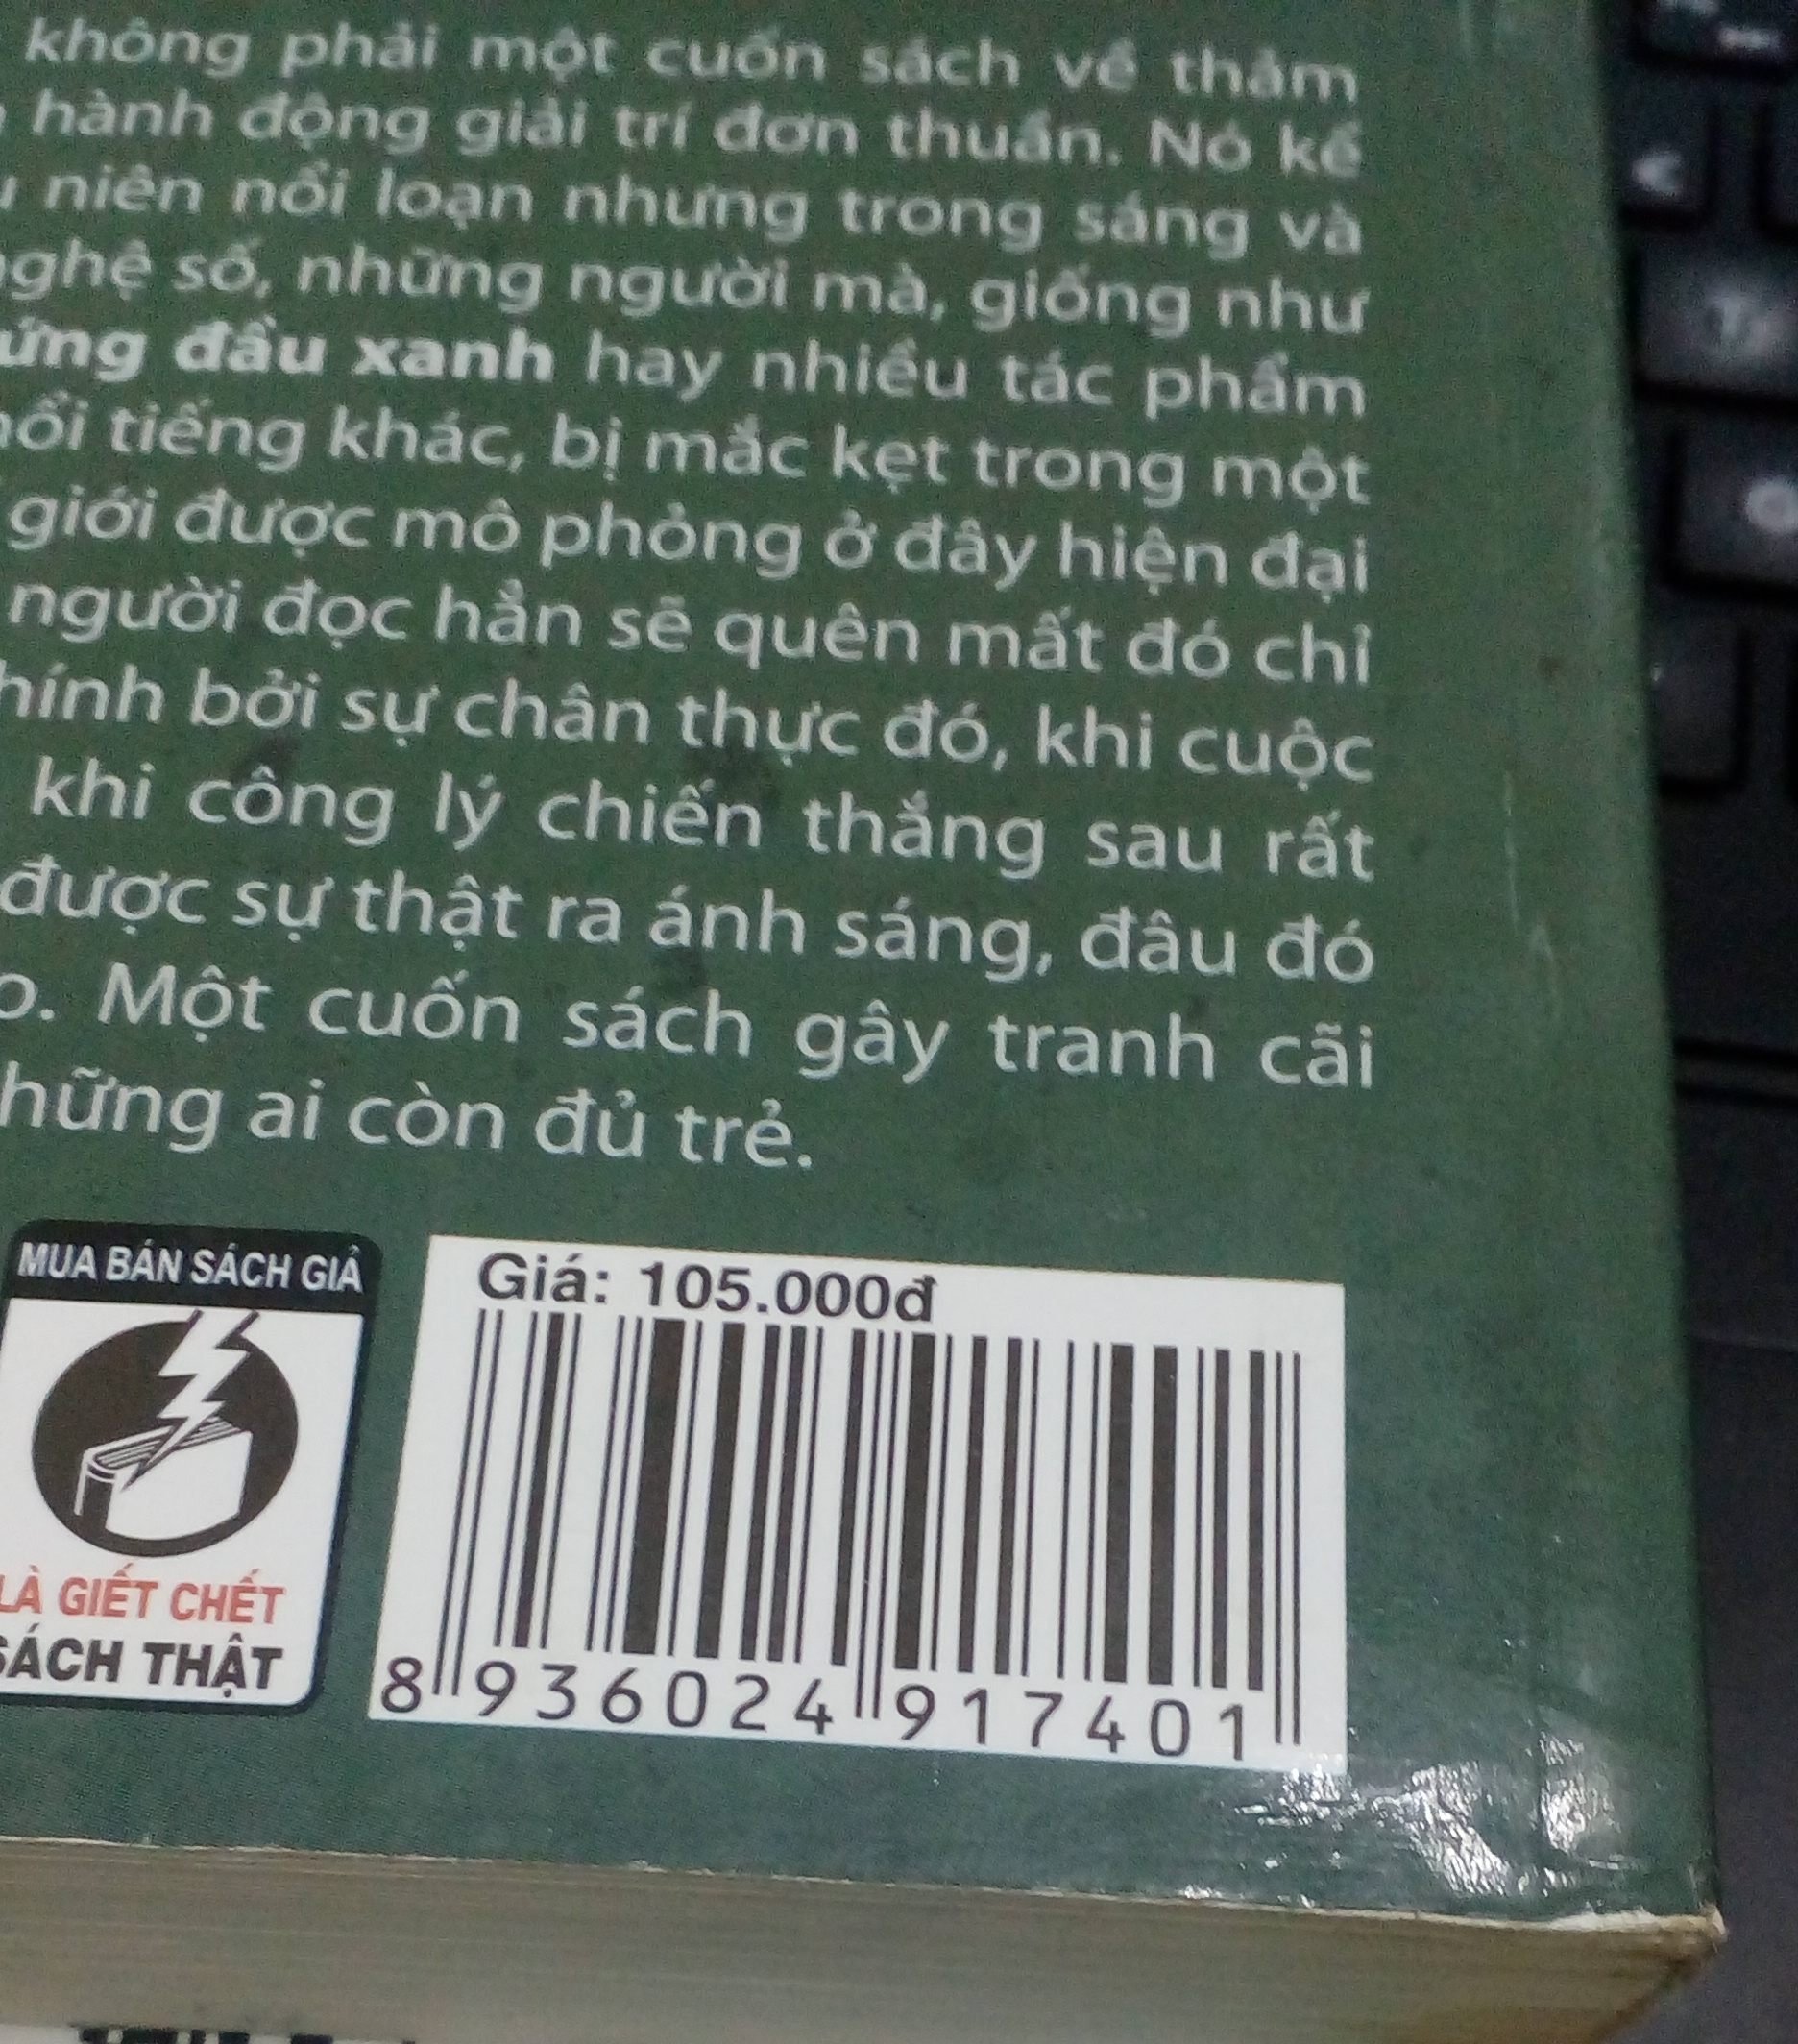 không phải một cuốn sách về thảm
hành động giải trí đơn thuần. Nó kể
niên nổi loạn nhưng trong sáng và
nghệ số, những người mà, giống như
ứng đầu xanh hay nhiều tác phẩm
nổi tiếng khác, bị mắc kẹt trong một
giới được mô phỏng ở đây hiện đại
người đọc hẳn sẽ quên mất đó chỉ
hính bởi sự chân thực đó, khi cuộc
khi công lý chiến thắng sau rất
được sự thật ra ánh sáng, đâu đó
o. Một cuốn sách gây tranh cãi
hững ai còn đủ trẻ.
MUA BÁN SÁCH GIẢ
LÀ GIẾT CHẾT
SÁCH THẬT
Giá: 105.000đ
8 936024 917401